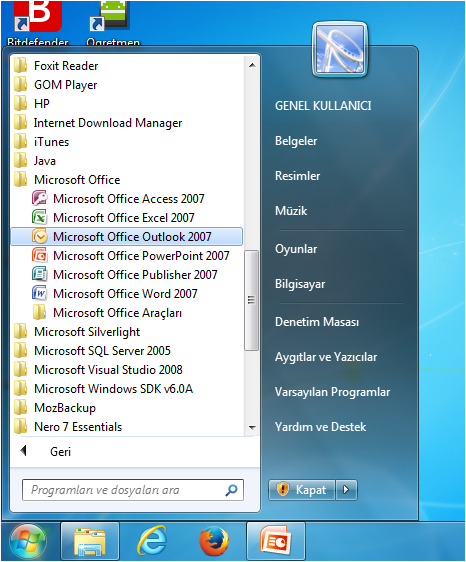 Bitdefender
Ogretmen
Foxit Reader
GOM Player
HP
Internet Download Manager
iTunes
Java
Microsoft Office
Microsoft Office Access 2007
Microsoft Office Excel 2007
Microsoft Office Outlook 2007
Microsoft Office PowerPoint 2007
Microsoft Office Publisher 2007
Microsoft Office Word 2007
Microsoft Office Araçları
Microsoft Silverlight
Microsoft SQL Server 2005
Microsoft Visual Studio 2008
Microsoft Windows SDK v6.0A
MozBackup
Nero 7 Essentials
Geri
Programları ve dosyaları ara
GENEL KULLANICI
Belgeler
Resimler
Müzik
Oyunlar
Bilgisayar
Denetim Masası
Aygıtlar ve Yazıcılar
Varsayılan Programlar
Yardım ve Destek
Kapat